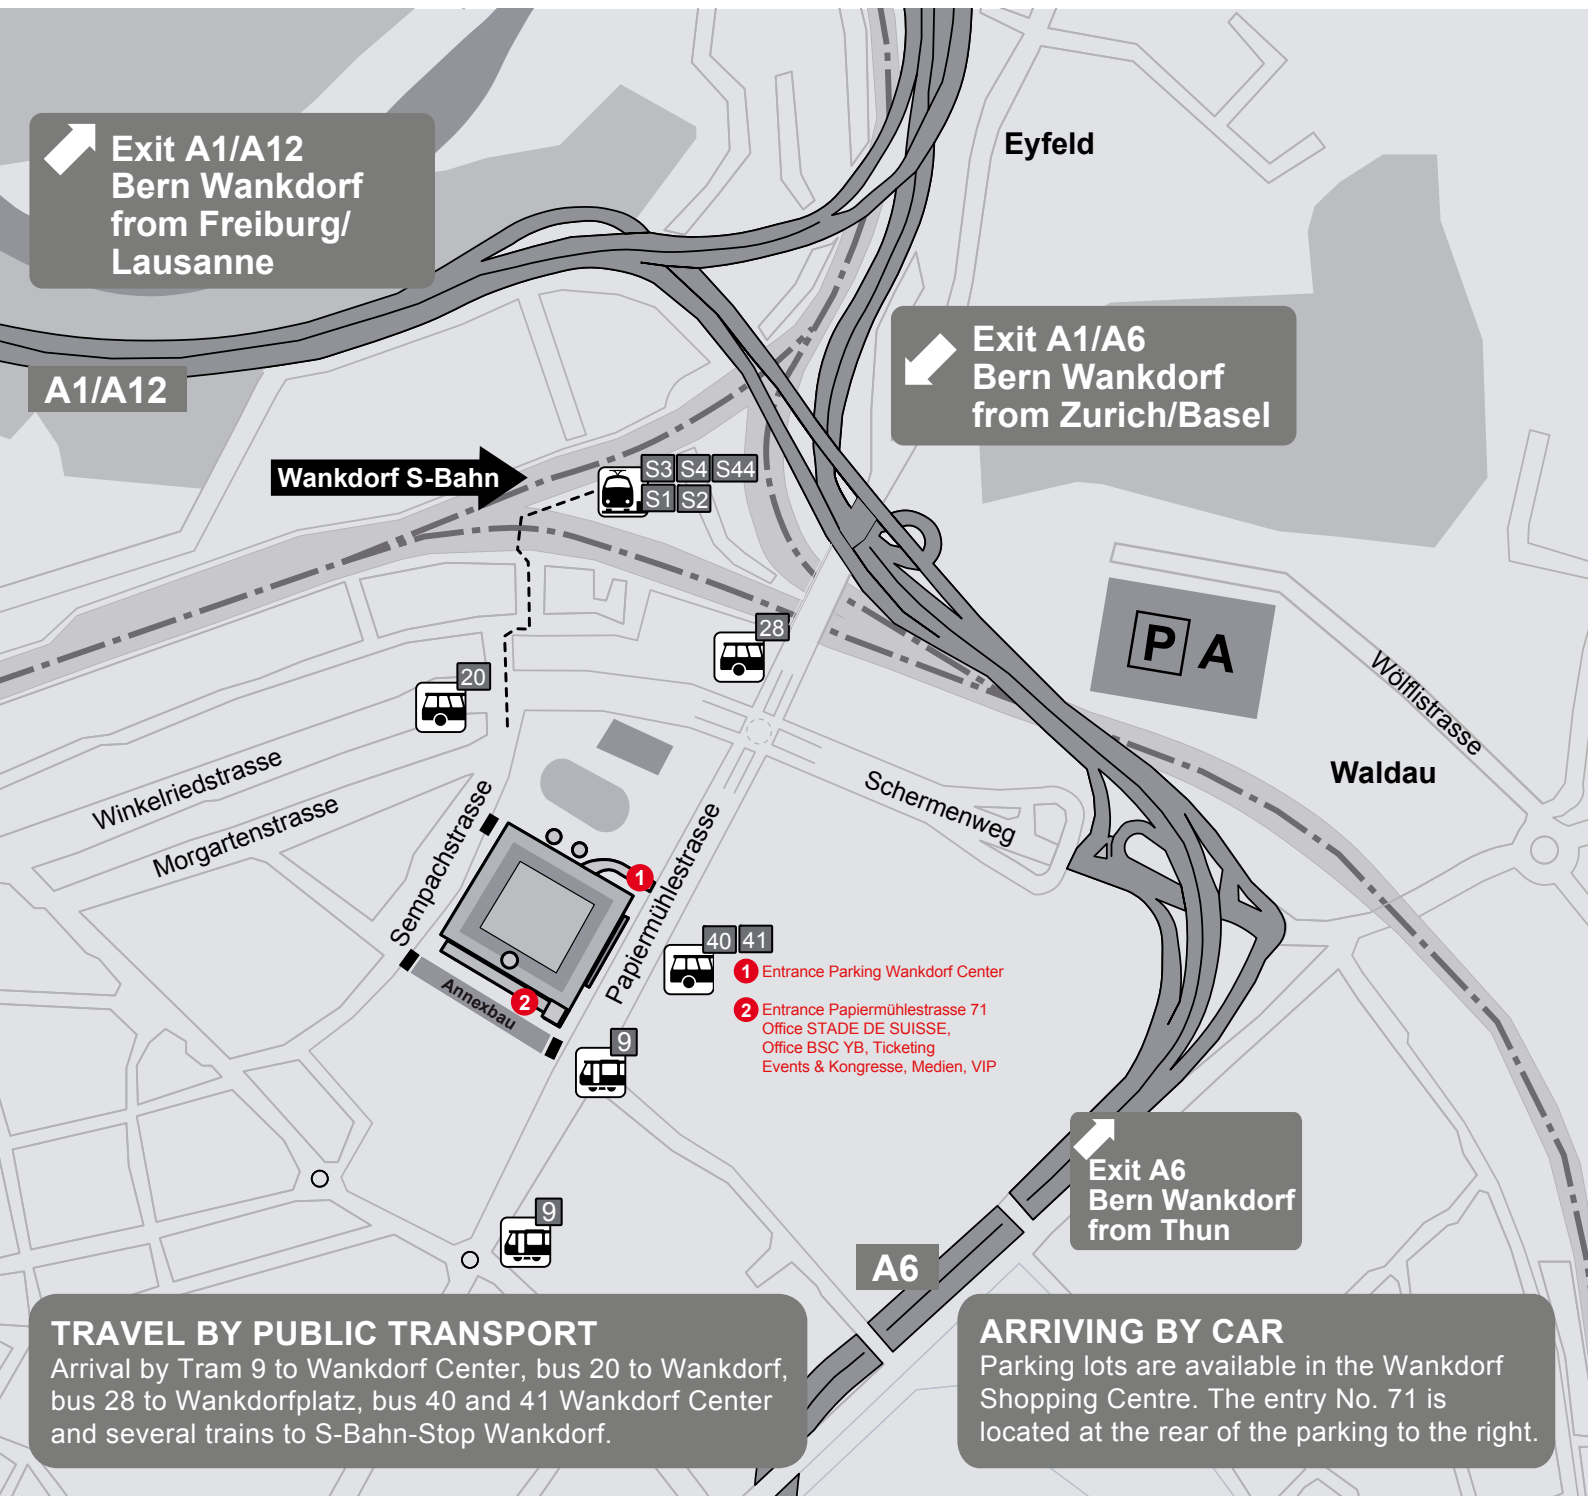 Exit A1/A12
Bern Wankdorf
from Freiburg/
Lausanne
Eyfeld
Exit A1/A6
Bern Wankdorf
from Zurich/Basel
A1/A12
Wankdorf S-Bahn
S3 S4 S44
S1 S2
28
20
P A
Wölflistrasse
Waldau
Winkelriedstrasse
Morgartenstrasse
Sempachstrasse
Papiermühlestrasse
Schermenweg
1
2
Annexbau
40 41
1 Entrance Parking Wankdorf Center
2 Entrance Papiermühlestrasse 71
Office STADE DE SUISSE,
Office BSC YB, Ticketing
Events & Kongresse, Medien, VIP
9
9
Exit A6
Bern Wankdorf
from Thun
A6
TRAVEL BY PUBLIC TRANSPORT
Arrival by Tram 9 to Wankdorf Center, bus 20 to Wankdorf,
bus 28 to Wankdorfplatz, bus 40 and 41 Wankdorf Center
and several trains to S-Bahn-Stop Wankdorf.
ARRIVING BY CAR
Parking lots are available in the Wankdorf
Shopping Centre. The entry No. 71 is
located at the rear of the parking to the right.